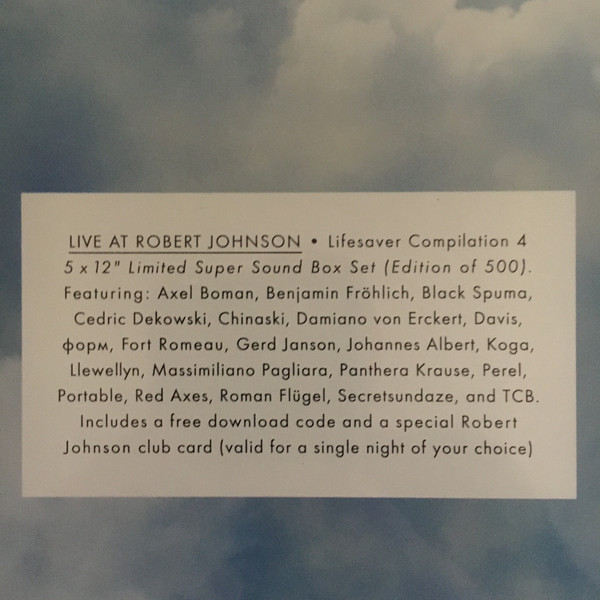 LIVE AT ROBERT JOHNSON • Lifesaver Compilation 4
5 x 12" Limited Super Sound Box Set (Edition of 500).
Featuring: Axel Boman, Benjamin Fröhlich, Black Spuma,
Cedric Dekowski, Chinaski, Damiano von Erckert, Davis,
форм, Fort Romeau, Gerd Janson, Johannes Albert, Koga,
Llewellyn, Massimiliano Pagliara, Panthera Krause, Perel,
Portable, Red Axes, Roman Flügel, Secretsundaze, and TCB.
Includes a free download code and a special Robert
Johnson club card (valid for a single night of your choice)